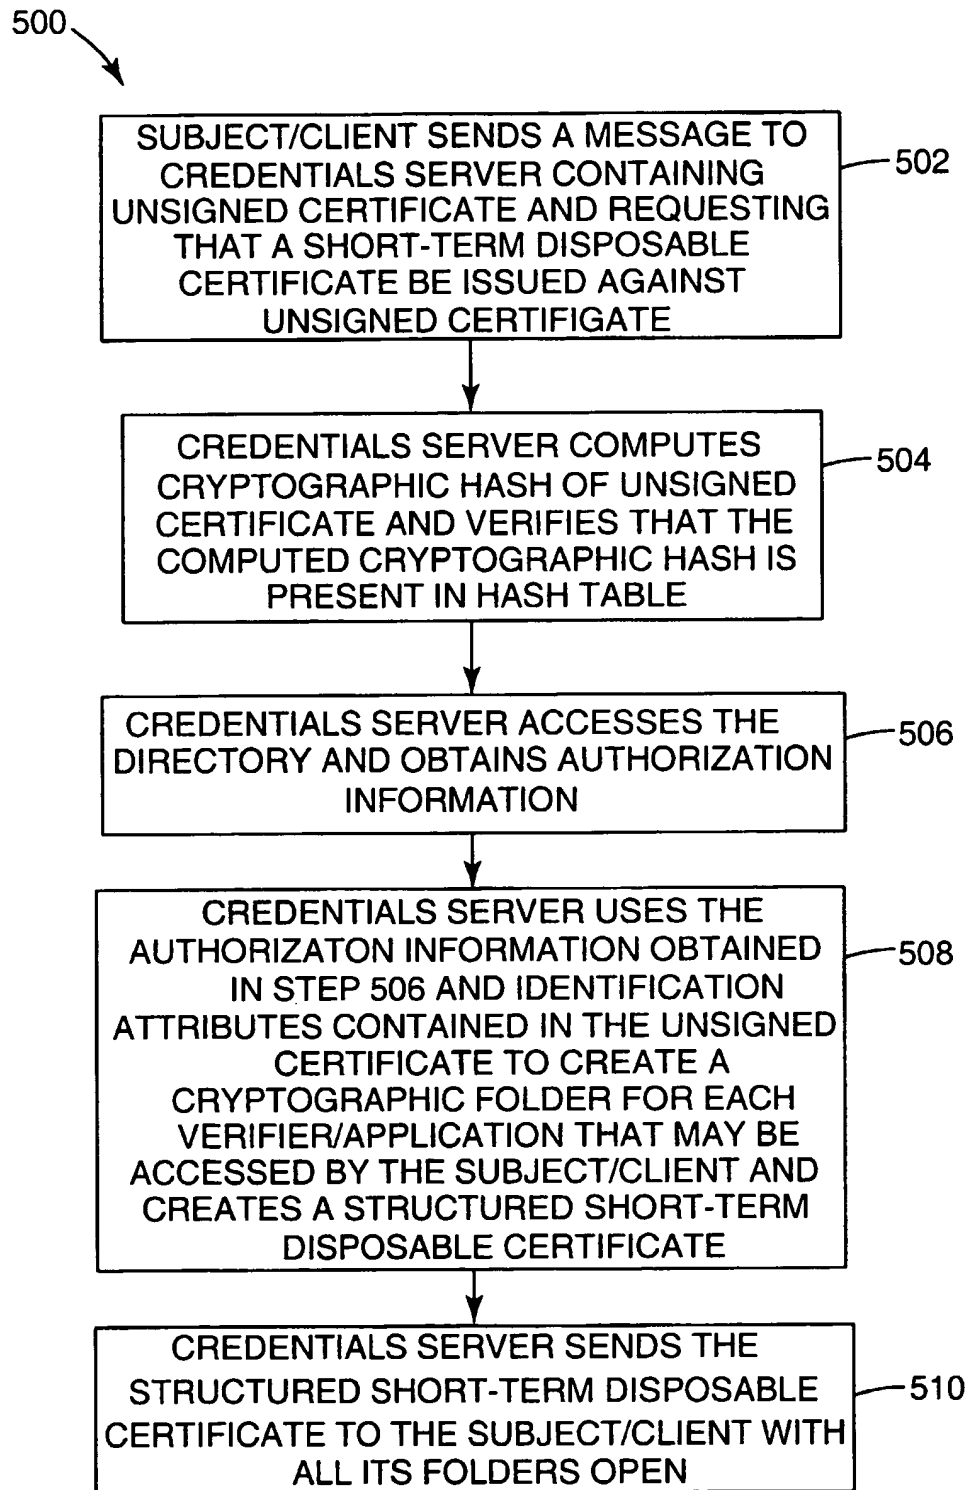 500
SUBJECT/CLIENT SENDS A MESSAGE TO
CREDENTIALS SERVER CONTAINING
UNSIGNED CERTIFICATE AND REQUESTING
THAT A SHORT-TERM DISPOSABLE
CERTIFICATE BE ISSUED AGAINST
UNSIGNED CERTIFIGATE
502
CREDENTIALS SERVER COMPUTES
CRYPTOGRAPHIC HASH OF UNSIGNED
CERTIFICATE AND VERIFIES THAT THE
COMPUTED CRYPTOGRAPHIC HASH IS
PRESENT IN HASH TABLE
504
CREDENTIALS SERVER ACCESSES THE
DIRECTORY AND OBTAINS AUTHORIZATION
INFORMATION
506
CREDENTIALS SERVER USES THE
AUTHORIZATON INFORMATION OBTAINED
IN STEP 506 AND IDENTIFICATION
ATTRIBUTES CONTAINED IN THE UNSIGNED
CERTIFICATE TO CREATE A
CRYPTOGRAPHIC FOLDER FOR EACH
VERIFIER/APPLICATION THAT MAY BE
ACCESSED BY THE SUBJECT/CLIENT AND
CREATES A STRUCTURED SHORT-TERM
DISPOSABLE CERTIFICATE
508
CREDENTIALS SERVER SENDS THE
STRUCTURED SHORT-TERM DISPOSABLE
CERTIFICATE TO THE SUBJECT/CLIENT WITH
ALL ITS FOLDERS OPEN
510